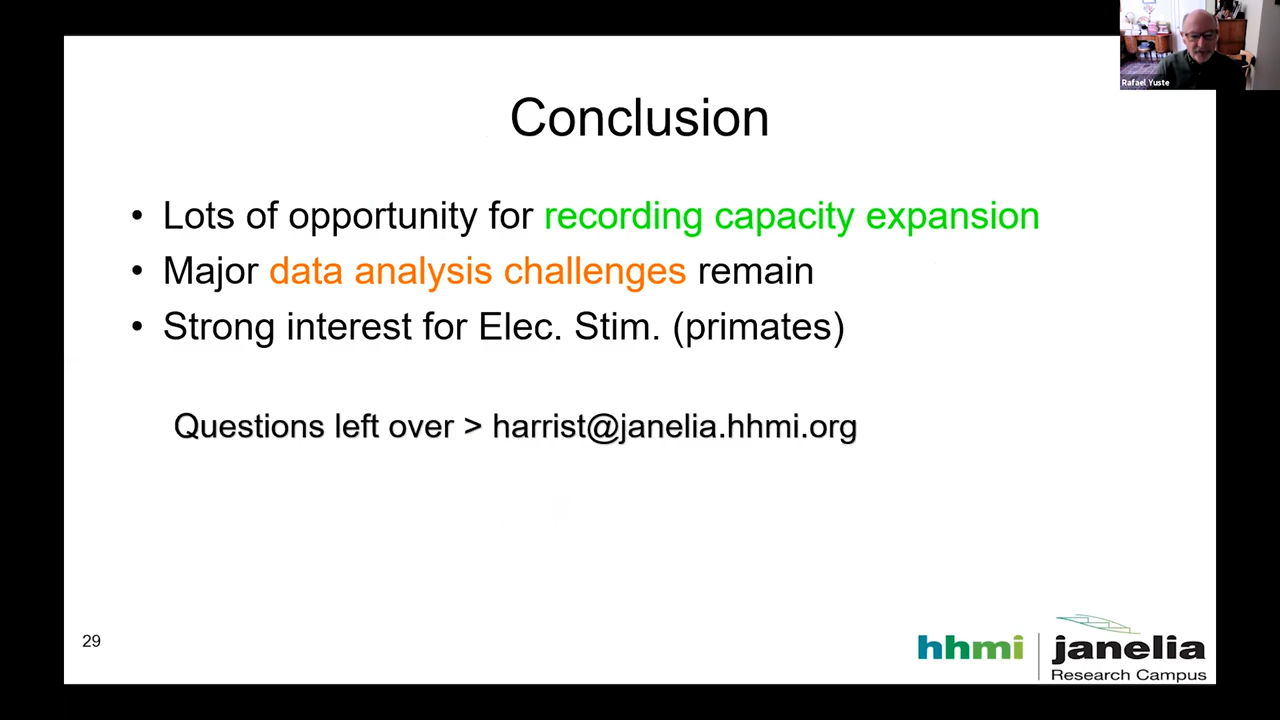 Rafael Yuste
Conclusion
• Lots of opportunity for recording capacity expansion
• Major data analysis challenges remain
• Strong interest for Elec. Stim. (primates)
Questions left over > harrist@janelia.hhmi.org
29
hhmi | janelia
Research Campus